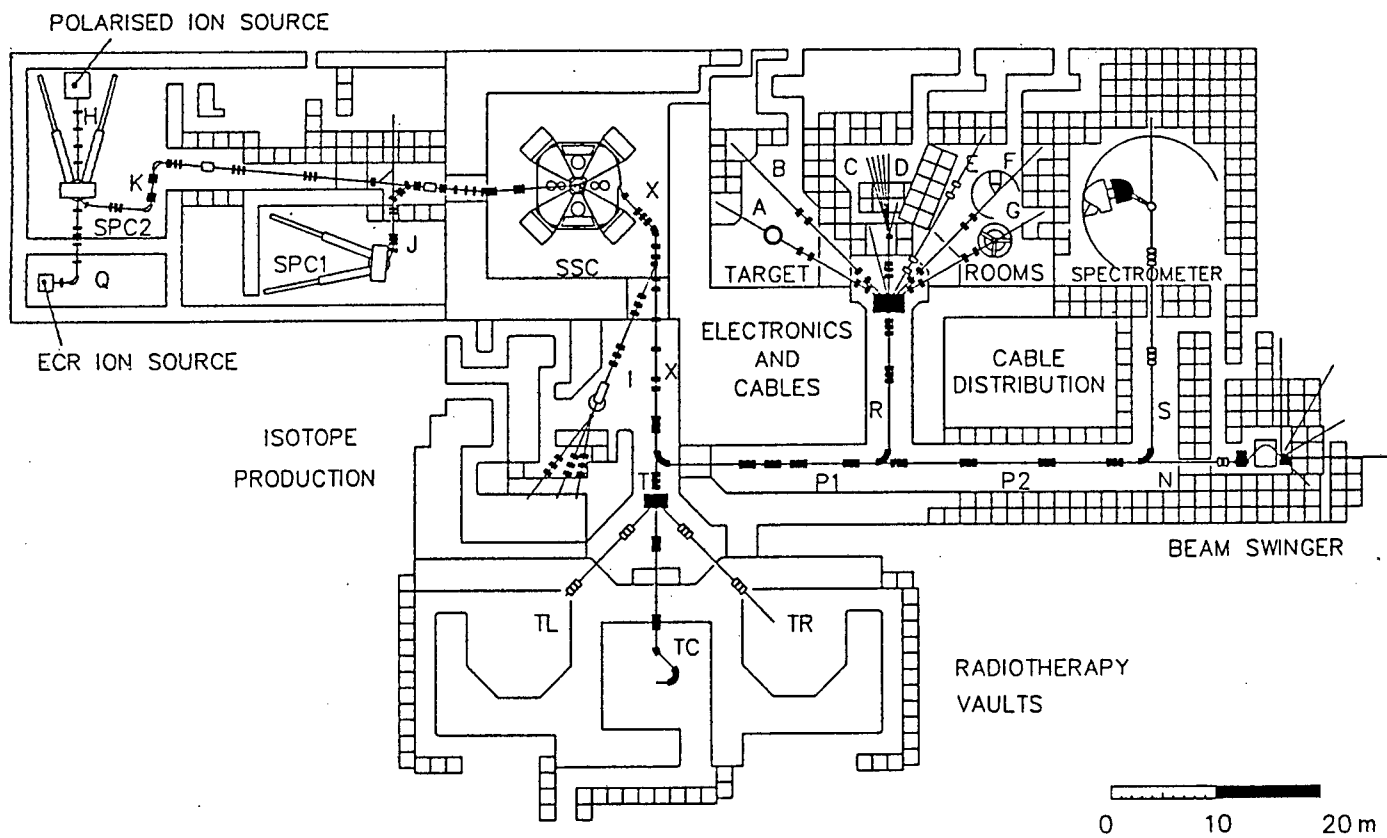 POLARISED ION SOURCE
H
K
SPC2
Q
ECR ION SOURCE
SPC1
J
SSC
X
A
B
C
D
E
F
G
TARGET
ROOMS
SPECTROMETER
ELECTRONICS
AND
CABLES
CABLE
DISTRIBUTION
I
X
R
S
ISOTOPE
PRODUCTION
T
P1
P2
N
BEAM SWINGER
TL
TC
TR
RADIOTHERAPY
VAULTS
0 10 20 m